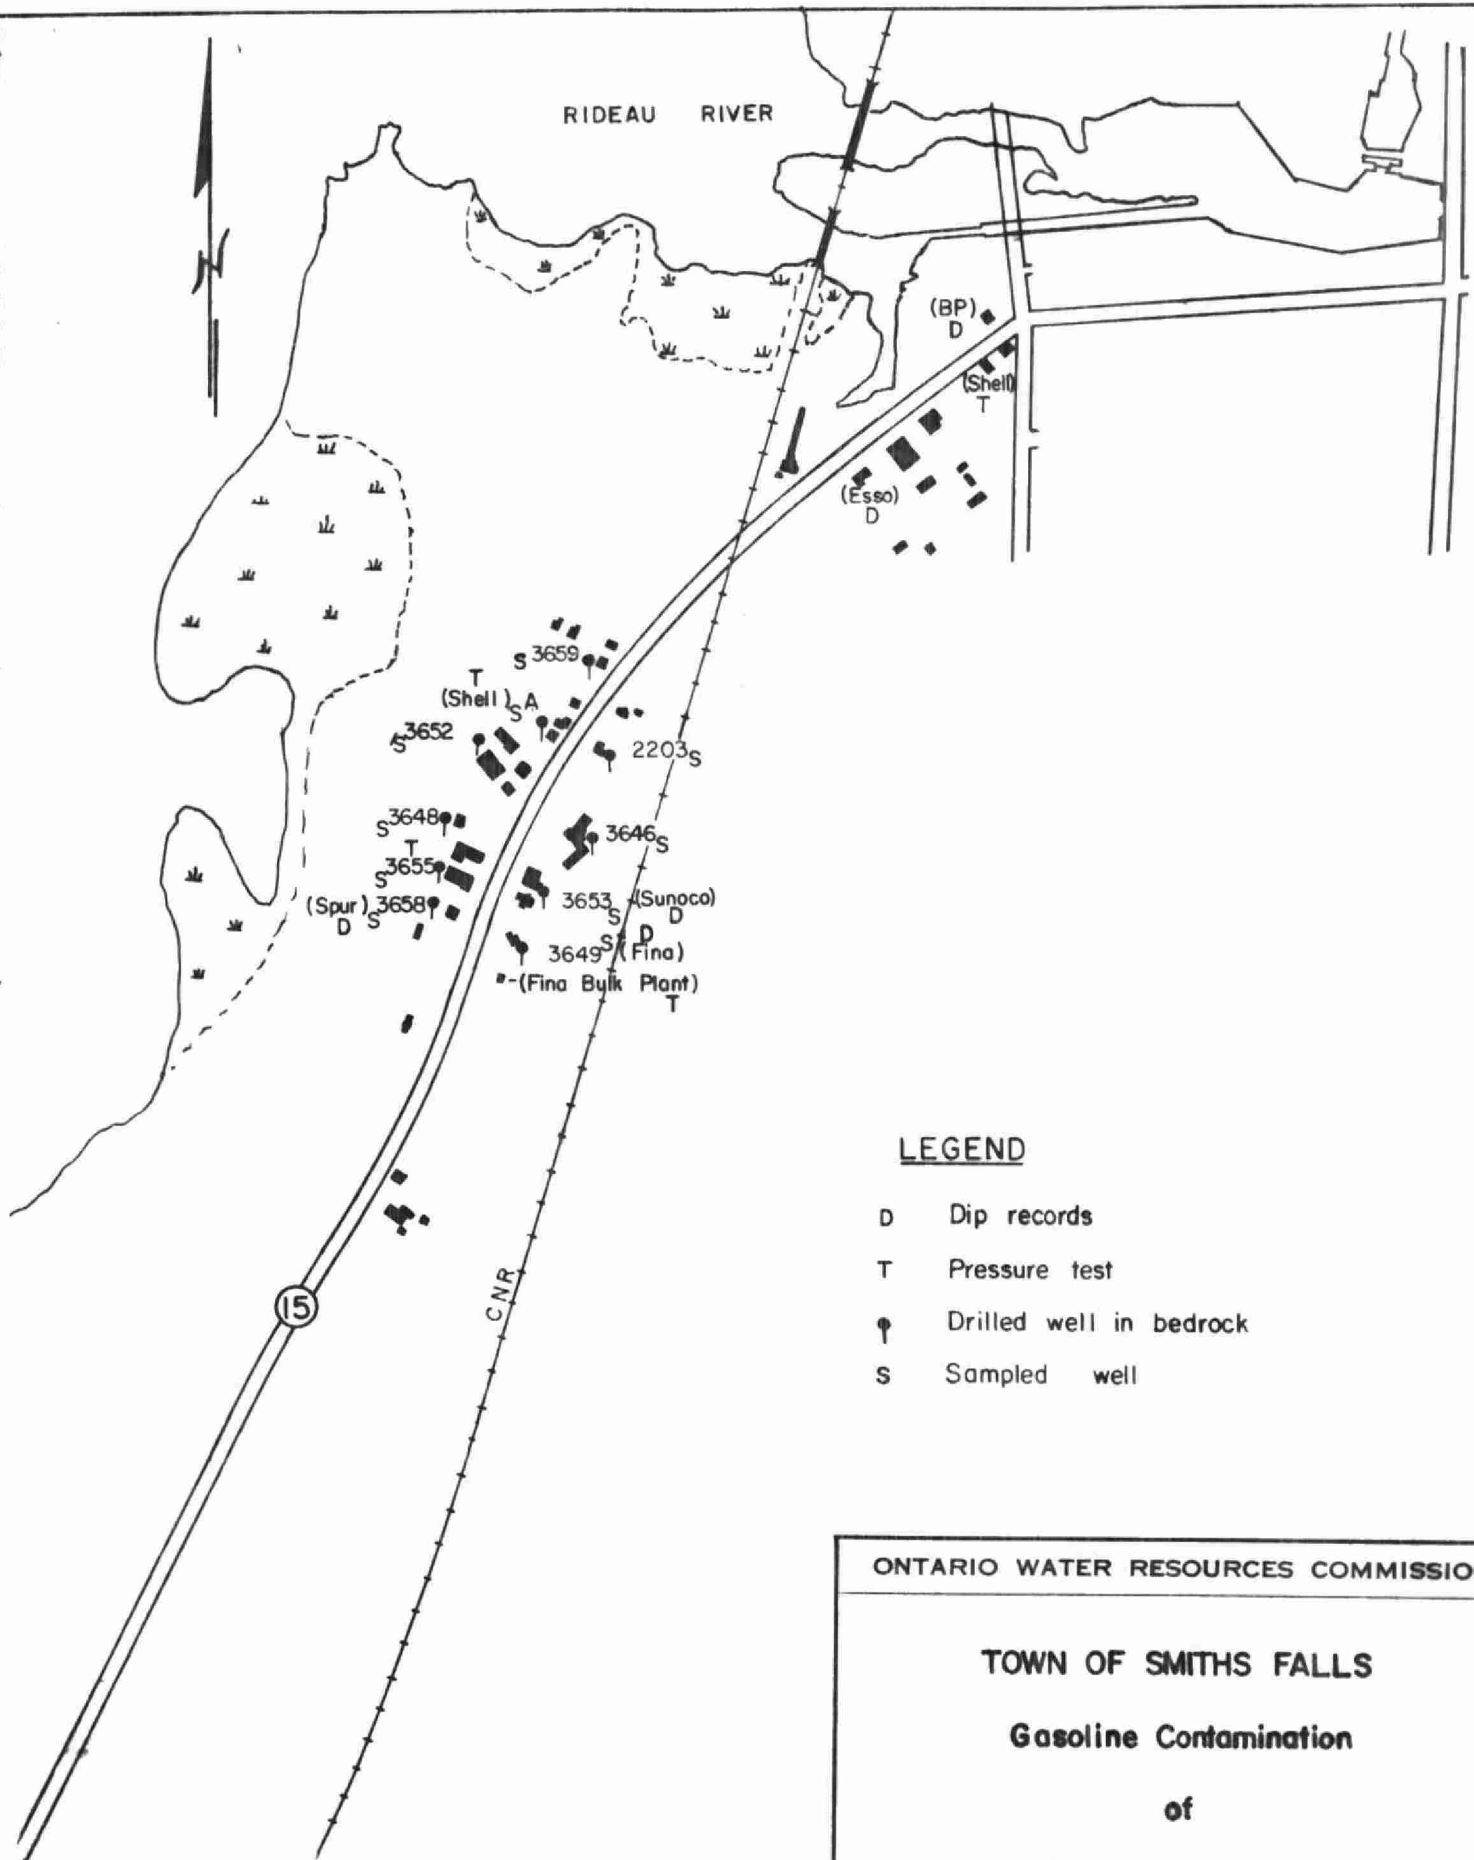 RIDEAU RIVER
N
(BP)
D
(Shell)
T
(Esso)
D
S 3659
T
(Shell) S A
S 3652
2203 S
S 3648
3646 S
T
S 3655
(Spur) S 3658
D
3653 S (Sunoco)
D
S D
3649 (Fina)
(Fina Bulk Plant)
T
15
CNR
LEGEND
D Dip records
T Pressure test
Drilled well in bedrock
S Sampled well
ONTARIO WATER RESOURCES COMMISSIO
TOWN OF SMITHS FALLS
Gasoline Contamination
of